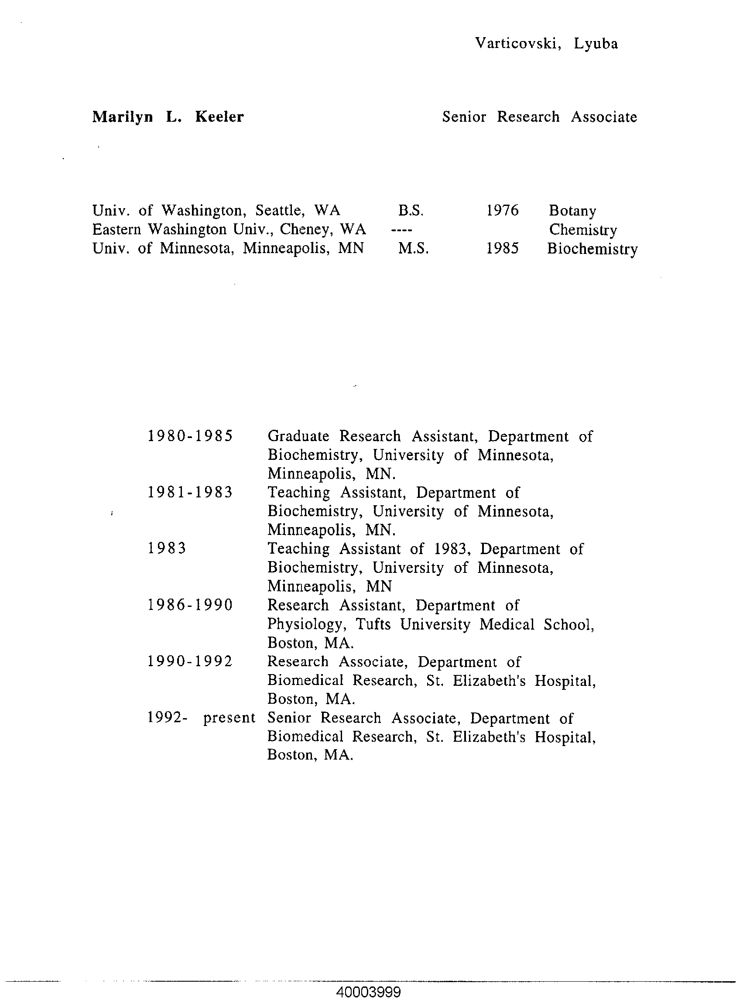 Varticovski, Lyuba
Marilyn L. Keeler Senior Research Associate
Univ. of Washington, Seattle, WA B.S. 1976 Botany
Eastern Washington Univ., Cheney, WA ---- Chemistry
Univ. of Minnesota, Minneapolis, MN M.S. 1985 Biochemistry
1980-1985 Graduate Research Assistant, Department of
Biochemistry, University of Minnesota,
Minneapolis, MN.
1981-1983 Teaching Assistant, Department of
Biochemistry, University of Minnesota,
Minneapolis, MN.
1983 Teaching Assistant of 1983, Department of
Biochemistry, University of Minnesota,
Minneapolis, MN
1986-1990 Research Assistant, Department of
Physiology, Tufts University Medical School,
Boston, MA.
1990-1992 Research Associate, Department of
Biomedical Research, St. Elizabeth's Hospital,
Boston, MA.
1992- present Senior Research Associate, Department of
Biomedical Research, St. Elizabeth's Hospital,
Boston, MA.
40003999